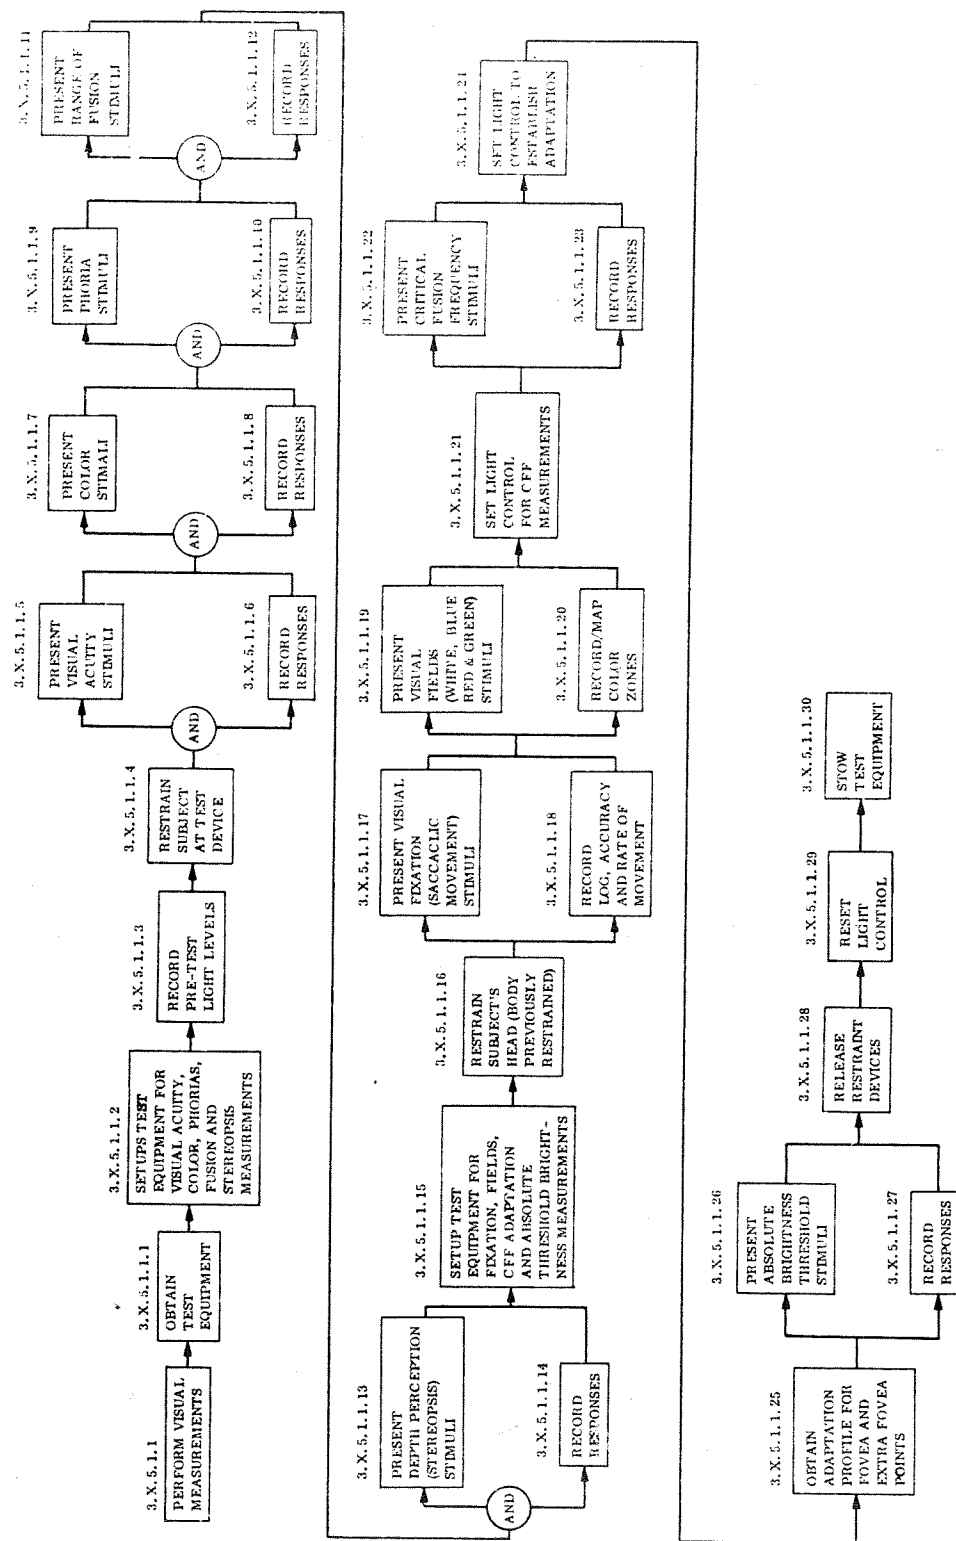 3.X.5.1.1
PERFORM VISUAL
MEASUREMENTS
3.X.5.1.1.1
OBTAIN
TEST
EQUIPMENT
3.X.5.1.1.2
SETUPS TEST
EQUIPMENT FOR
VISUAL ACUITY,
COLOR, PHORIAS,
FUSION AND
STEREOPSIS
MEASUREMENTS
3.X.5.1.1.3
RECORD
PRE-TEST
LIGHT LEVELS
3.X.5.1.1.4
RESTRAIN
SUBJECT
AT TEST
DEVICE
AND
3.X.5.1.1.5
PRESENT
VISUAL
ACUITY
STIMULI
3.X.5.1.1.6
RECORD
RESPONSES
AND
3.X.5.1.1.7
PRESENT
COLOR
STIMALI
3.X.5.1.1.8
RECORD
RESPONSES
AND
3.X.5.1.1.9
PRESENT
PHORIA
STIMULI
3.X.5.1.1.10
RECORD
RESPONSES
AND
3.X.5.1.1.11
PRESENT
RANGE OF
FUSION
STIMULI
3.X.5.1.1.12
RECORD
RESPONSES
AND
3.X.5.1.1.13
PRESENT
DEPTH PERCEPTION
(STEREOPSIS)
STIMULI
3.X.5.1.1.14
RECORD
RESPONSES
3.X.5.1.1.15
SETUP TEST
EQUIPMENT FOR
FIXATION, FIELDS,
CFF ADAPTATION
AND ABSOLUTE
THRESHOLD BRIGHT-
NESS MEASUREMENTS
3.X.5.1.1.16
RESTRAIN
SUBJECT'S
HEAD (BODY
PREVIOUSLY
RESTRAINED)
3.X.5.1.1.17
PRESENT VISUAL
FIXATION
(SACCACLIC
MOVEMENT)
STIMULI
3.X.5.1.1.18
RECORD
LOG, ACCURACY
AND RATE OF
MOVEMENT
3.X.5.1.1.19
PRESENT
VISUAL
FIELDS
(WHITE, BLUE
RED & GREEN)
STIMULI
3.X.5.1.1.20
RECORD/MAP
COLOR
ZONES
3.X.5.1.1.21
SET LIGHT
CONTROL
FOR CFF
MEASUREMENTS
3.X.5.1.1.22
PRESENT
CRITICAL
FUSION
FREQUENCY
STIMULI
3.X.5.1.1.23
RECORD
RESPONSES
3.X.5.1.1.24
SET LIGHT
CONTROL TO
ESTABLISH
ADAPTATION
3.X.5.1.1.25
OBTAIN
ADAPTATION
PROFILE FOR
FOVEA AND
EXTRA FOVEA
POINTS
3.X.5.1.1.26
PRESENT
ABSOLUTE
BRIGHTNESS
THRESHOLD
STIMULI
3.X.5.1.1.27
RECORD
RESPONSES
3.X.5.1.1.28
RELEASE
RESTRAINT
DEVICES
3.X.5.1.1.29
RESET
LIGHT
CONTROL
3.X.5.1.1.30
STOW
TEST
EQUIPMENT